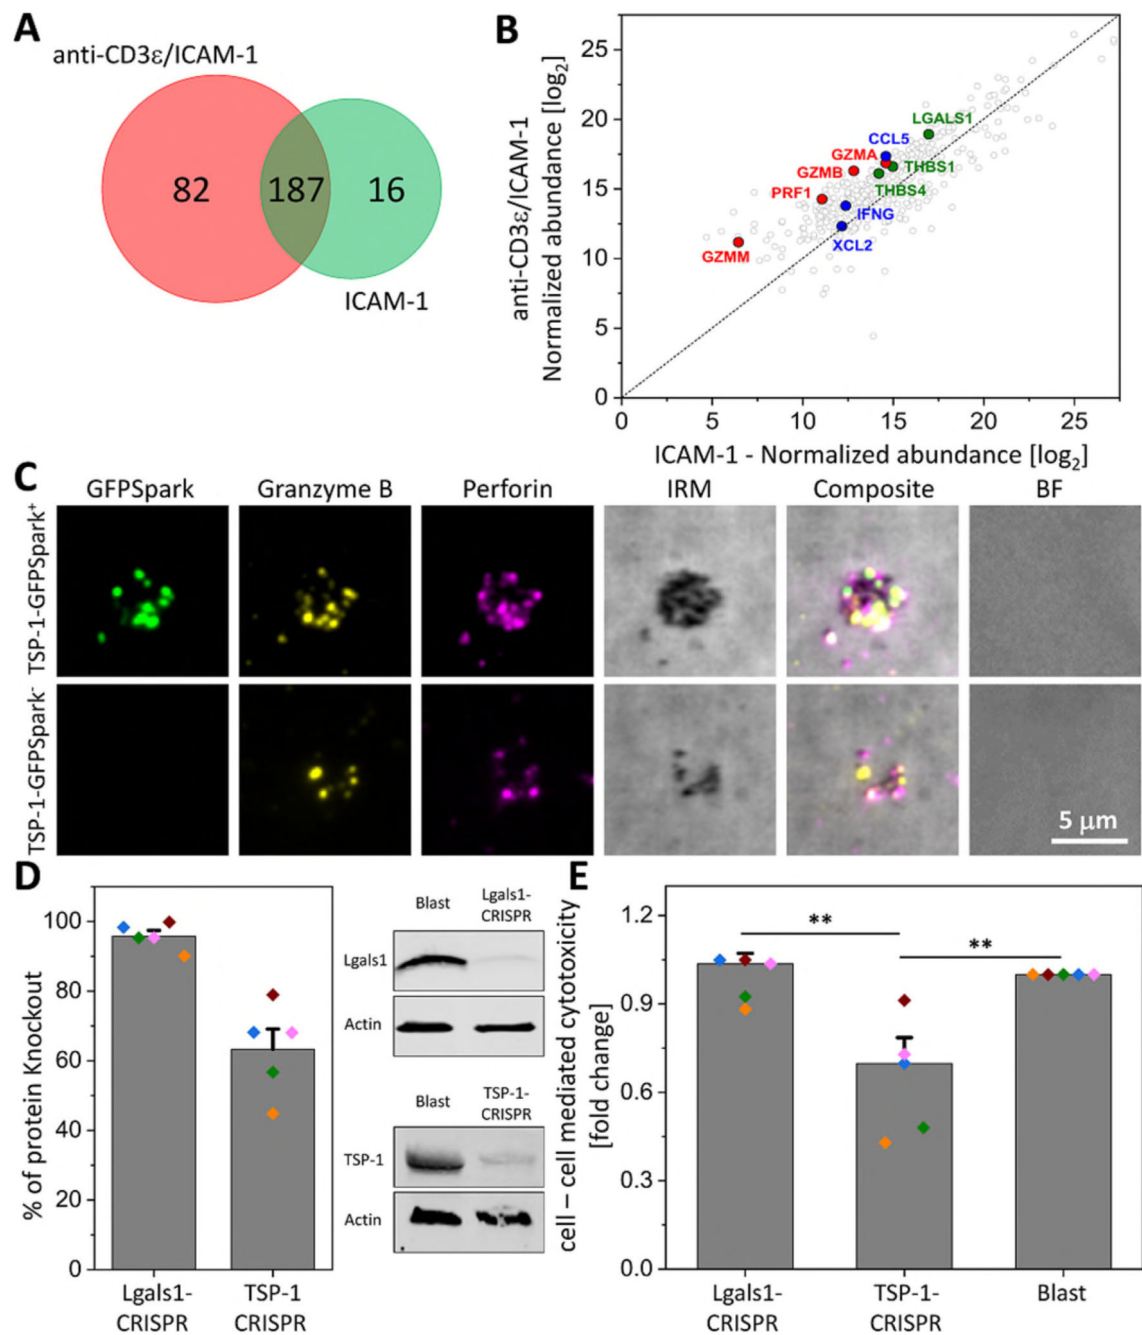 A
anti-CD3ε/ICAM-1
82
187
16
ICAM-1
B
anti-CD3ε/ICAM-1
Normalized abundance [log2]
25
20
15
10
5
0
LGALS1
CCL5
GZMA
THBS1
GZMB
THBS4
PRF1
IFNG
XCL2
GZMM
0 5 10 15 20 25
ICAM-1 - Normalized abundance [log2]
C
GFPSpark Granzyme B Perforin IRM Composite BF
TSP-1-GFPSpark+
TSP-1-GFPSpark-
5 μm
D
% of protein Knockout
100
80
60
40
20
0
Lgals1-
CRISPR
TSP-1
CRISPR
Blast
Lgals1-
CRISPR
Lgals1
Actin
Blast
TSP-1-
CRISPR
TSP-1
Actin
E
cell – cell mediated cytotoxicity
[fold change]
1.2
0.9
0.6
0.3
0.0
**
**
Lgals1-
CRISPR
TSP-1-
CRISPR
Blast